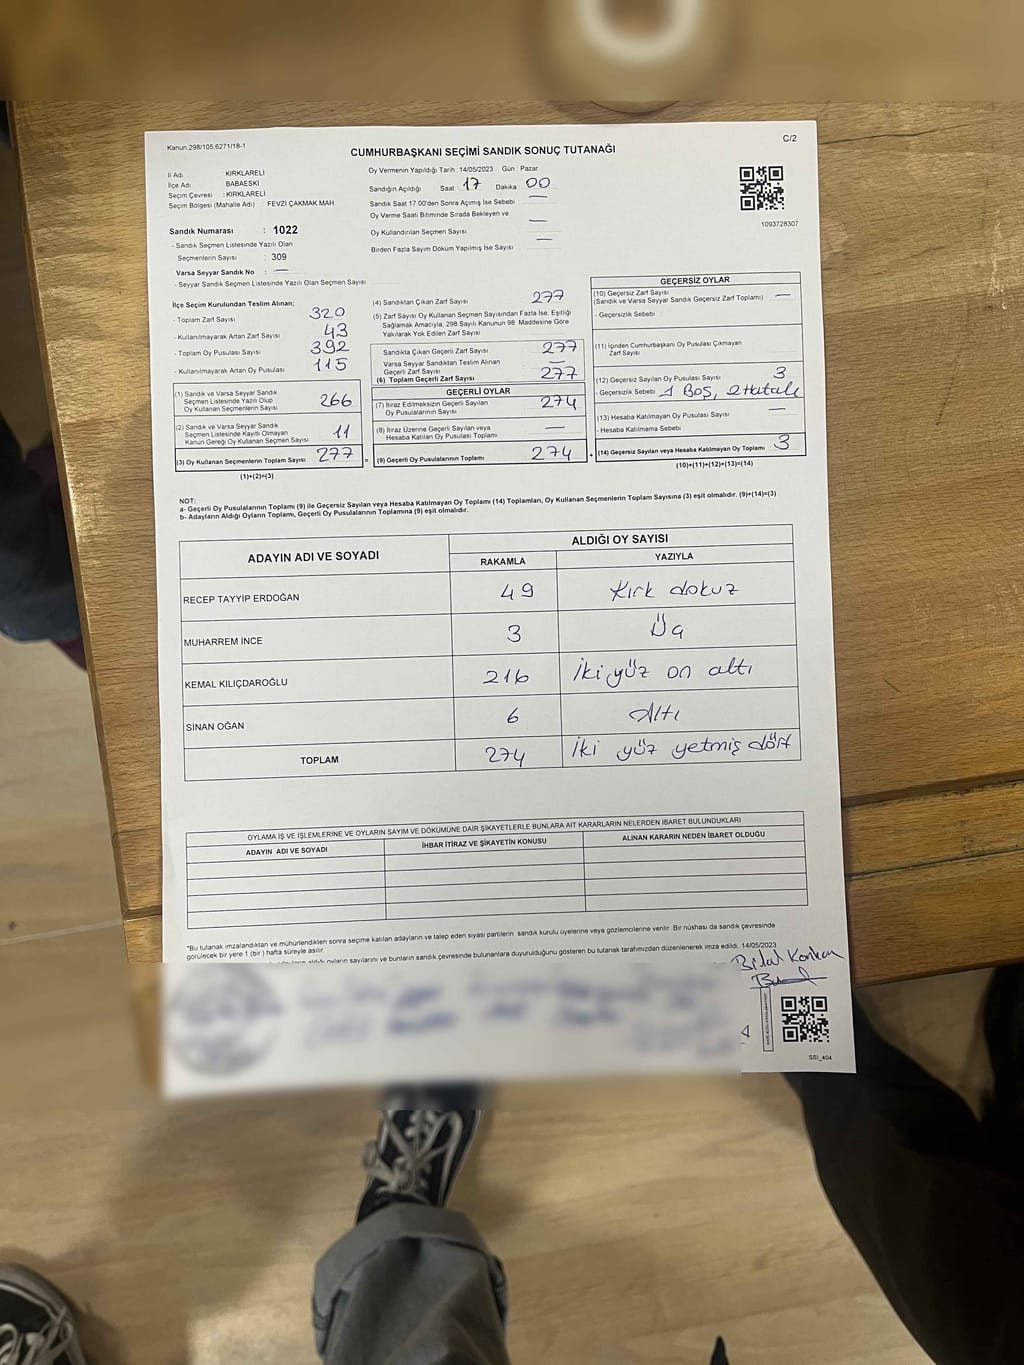 Kanun:298/105,6271/18-1
C/2
CUMHURBAŞKANI SEÇİMİ SANDIK SONUÇ TUTANAĞI
İl Adı KIRKLARELİ
İlçe Adı BABAESKİ
Seçim Çevresi : KIRKLARELİ
Seçim Bölgesi (Mahalle Adı) FEVZİ ÇAKMAK MAH
Sandık Numarası : 1022
- Sandık Seçmen Listesinde Yazılı Olan
Seçmenlerin Sayısı : 309
Varsa Seyyar Sandık No : —
- Seyyar Sandık Seçmen Listesinde Yazılı Olan Seçmen Sayısı
Oy Vermenin Yapıldığı Tarih : 14/05/2023 Gün : Pazar
Sandığın Açıldığı Saat 17 Dakika 00
Sandık Saat 17:00'den Sonra Açımış İse Sebebi —
Oy Verme Saati Bitiminde Sırada Bekleyen ve
Oy Kullandırılan Seçmen Sayısı —
Birden Fazla Sayım Döküm Yapılmış İse Sayısı —
1093728307
İlçe Seçim Kurulundan Teslim Alınan;
- Toplam Zarf Sayısı 320
- Kullanılmayarak Artan Zarf Sayısı 43
- Toplam Oy Pusulası Sayısı 392
- Kullanılmayarak Artan Oy Pusulası 115
(1) Sandık ve Varsa Seyyar Sandık
Seçmen Listesinde Yazılı Olup
Oy Kullanan Seçmenlerin Sayısı 266
(2) Sandık ve Varsa Seyyar Sandık
Seçmen Listesinde Kayıtlı Olmayan
Kanun Gereği Oy Kullanan Seçmen Sayısı 11
(3) Oy Kullanan Seçmenlerin Toplam Sayısı 277
(1)+(2)=(3)
(4) Sandıktan Çıkan Zarf Sayısı 277
(5) Zarf Sayısı Oy Kullanan Seçmen Sayısından Fazla İse, Eşitliği
Sağlamak Amacıyla, 298 Sayılı Kanunun 98. Maddesine Göre
Yakılarak Yok Edilen Zarf Sayısı
Sandıkta Çıkan Geçerli Zarf Sayısı 277
Varsa Seyyar Sandıktan Teslim Alınan
Geçerli Zarf Sayısı —
(6) Toplam Geçerli Zarf Sayısı 277
GEÇERLİ OYLAR
(7) İtiraz Edilmeksizin Geçerli Sayılan
Oy Pusulalarının Sayısı 274
(8) İtiraz Üzerine Geçerli Sayılan veya
Hesaba Katılan Oy Pusulası Toplamı —
= (9) Geçerli Oy Pusulalarının Toplamı 274
GEÇERSİZ OYLAR
(10) Geçersiz Zarf Sayısı
(Sandık ve Varsa Seyyar Sandık Geçersiz Zarf Toplamı) —
- Geçersizlik Sebebi :
(11) İçinden Cumhurbaşkanı Oy Pusulası Çıkmayan
Zarf Sayısı
(12) Geçersiz Sayılan Oy Pusulası Sayısı 3
- Geçersizlik Sebebi : 1 Boş, 2 Hatalı
(13) Hesaba Katılmayan Oy Pusulası Sayısı —
- Hesaba Katılmama Sebebi
+ (14) Geçersiz Sayılan veya Hesaba Katılmayan Oy Toplamı 3
(10)+(11)+(12)+(13)=(14)
NOT:
a- Geçerli Oy Pusulalarının Toplamı (9) ile Geçersiz Sayılan veya Hesaba Katılmayan Oy Toplamı (14) Toplamları, Oy Kullanan Seçmenlerin Toplam Sayısına (3) eşit olmalıdır. (9)+(14)=(3)
b- Adayların Aldığı Oyların Toplamı, Geçerli Oy Pusulalarının Toplamına (9) eşit olmalıdır.
ADAYIN ADI VE SOYADI ALDIĞI OY SAYISI
RAKAMLA YAZIYLA
RECEP TAYYİP ERDOĞAN 49 Kırk dokuz
MUHARREM İNCE 3 Üç
KEMAL KILIÇDAROĞLU 216 İki yüz on altı
SİNAN OĞAN 6 Altı
TOPLAM 274 İki yüz yetmiş dört
OYLAMA İŞ VE İŞLEMLERİNE VE OYLARIN SAYIM VE DÖKÜMÜNE DAİR ŞİKAYETLERLE BUNLARA AİT KARARLARIN NELERDEN İBARET BULUNDUKLARI
ADAYIN ADI VE SOYADI İHBAR İTİRAZ VE ŞİKAYETİN KONUSU ALINAN KARARIN NEDEN İBARET OLDUĞU
*Bu tutanak imzalandıktan ve mühürlendikten sonra seçime katılan adayların ve talep eden siyasi partilerin sandık kurulu üyelerine veya gözlemcilerine verilir. Bir nüshası da sandık çevresinde
görülecek bir yere 1 (bir) hafta süreyle asılır.
oyların sayılarını ve bunların sandık çevresinde bulunanlara duyurulduğunu gösteren bu tutanak tarafımızdan düzenlenerek imza edildi. 14/05/2023
SSI_404